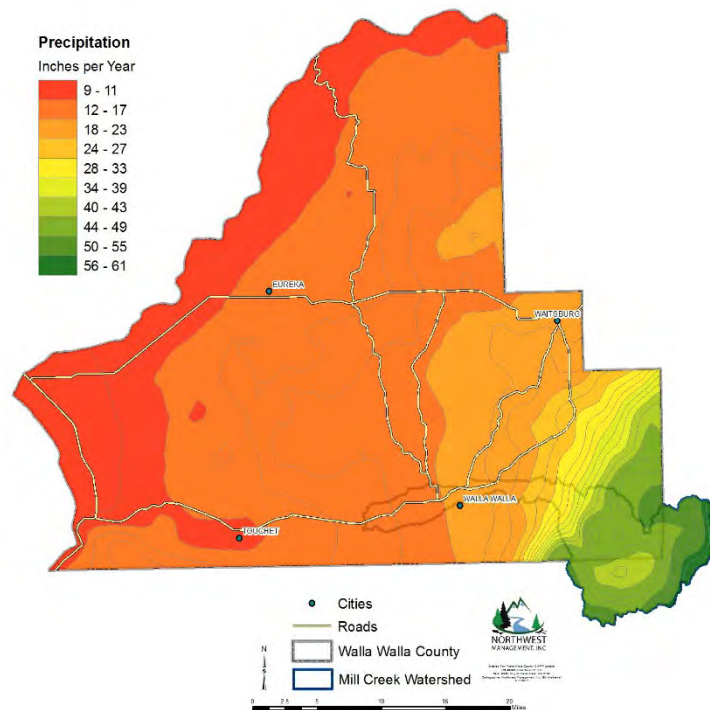 Precipitation
Inches per Year
9 - 11
12 - 17
18 - 23
24 - 27
28 - 33
34 - 39
40 - 43
44 - 49
50 - 55
56 - 61
EUREKA
WAITSBURG
WALLA WALLA
TOUCHET
Cities
Roads
Walla Walla County
Mill Creek Watershed
NORTHWEST
MANAGEMENT, INC
N
0 2.5 5 10 15 20
Miles